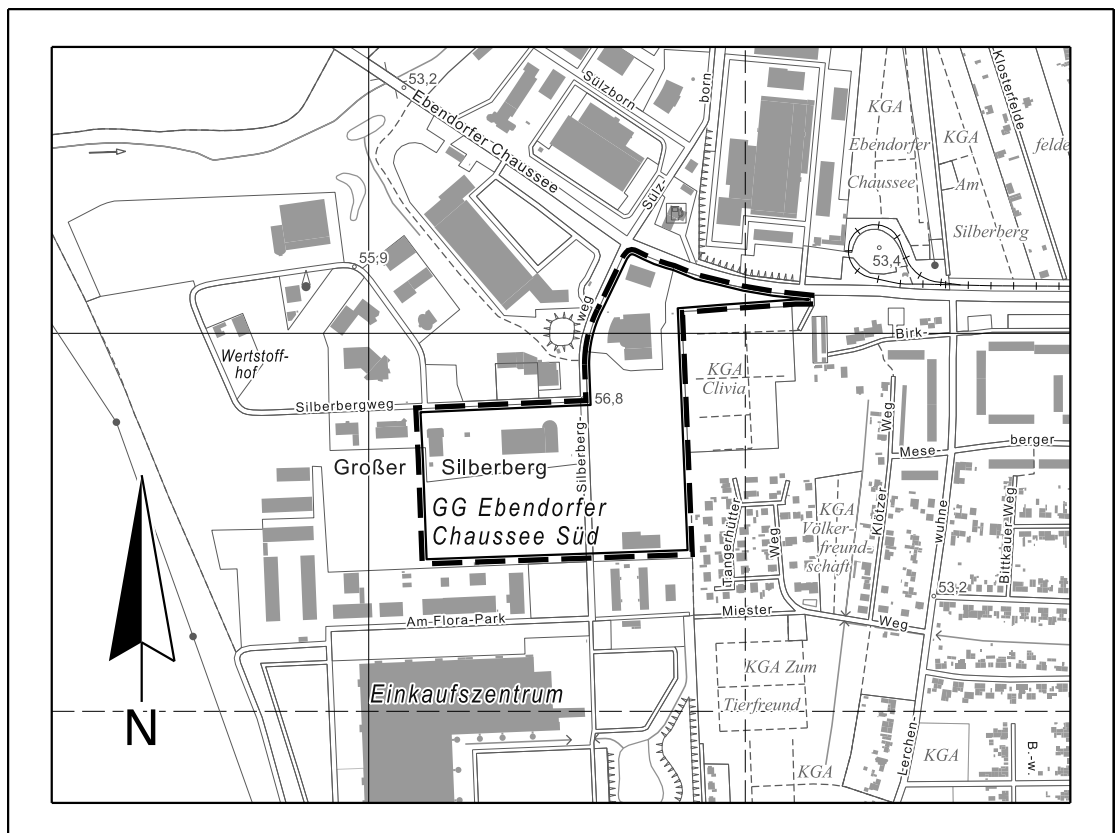 53,2
Ebendorfer Chaussee
Sülzborn
born
Sülz-
KGA
Ebendorfer
Chaussee
KGA
Am
Silberberg
Klosterfelde
felde
53,4
55,9
weg
Wertstoff-
hof
Silberbergweg
56,8
KGA
Clivia
Birk-
Mese-
berger
Großer Silberberg
GG Ebendorfer
Chaussee Süd
Silberberg
Tangerhütter
Weg
KGA
Völker-
freund-
schaft
Klötzer
Weg
wuhne
Lerchen-
Bittkauer Weg
53,2
Am-Flora-Park
Miester
Weg
Einkaufszentrum
KGA Zum
Tierfreund
KGA
KGA
B.-w.
N